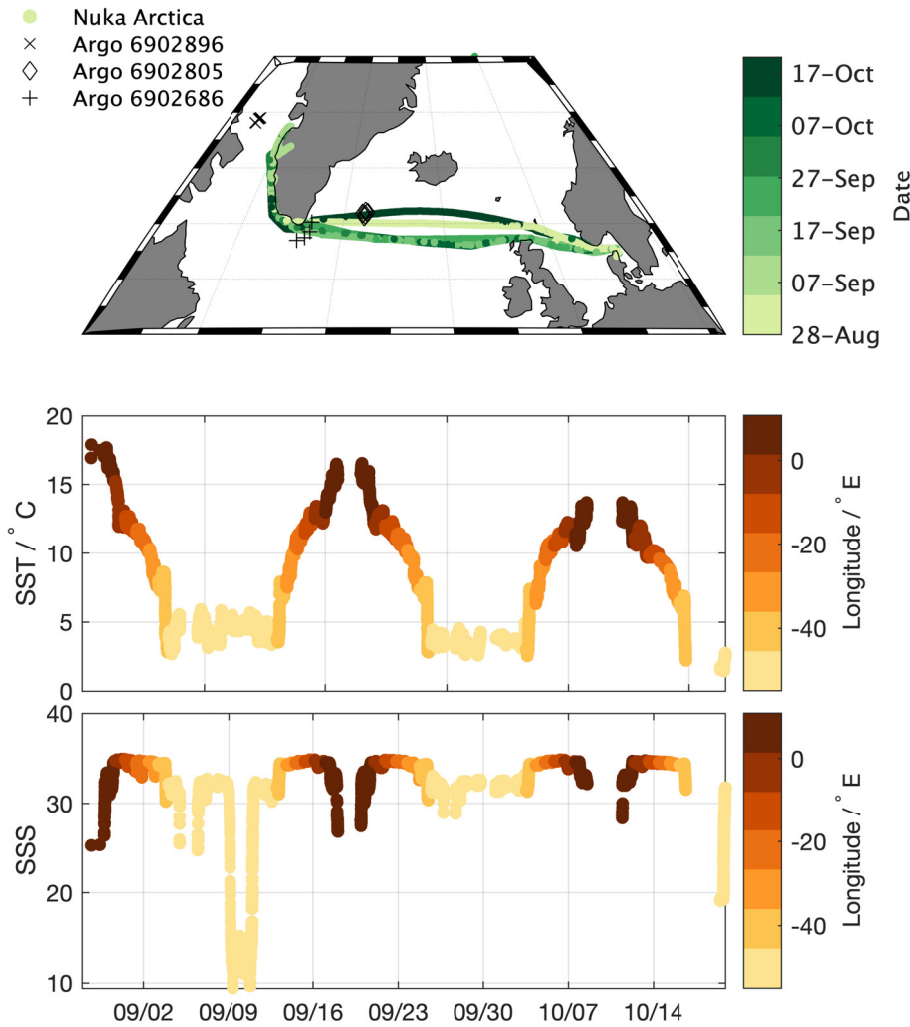 Nuka Arctica
Argo 6902896
Argo 6902805
Argo 6902686
17-Oct
07-Oct
27-Sep
17-Sep
07-Sep
28-Aug
Date
20
15
10
5
0
SST / ° C
0
-20
-40
Longitude / ° E
40
30
20
10
SSS
0
-20
-40
Longitude / ° E
09/02
09/09
09/16
09/23
09/30
10/07
10/14